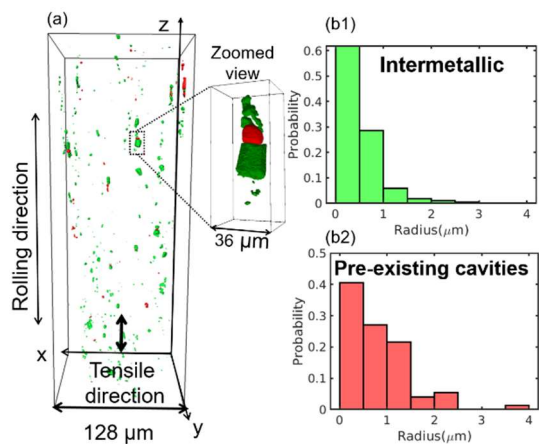 (a)
z
Zoomed
view
36 μm
Rolling direction
x
Tensile
direction
y
128 μm
(b1)
Intermetallic
Probability
0.6
0.5
0.4
0.3
0.2
0.1
0
0 1 2 3 4
Radius(μm)
(b2)
Pre-existing cavities
Probability
0.5
0.4
0.3
0.2
0.1
0
0 1 2 3 4
Radius(μm)